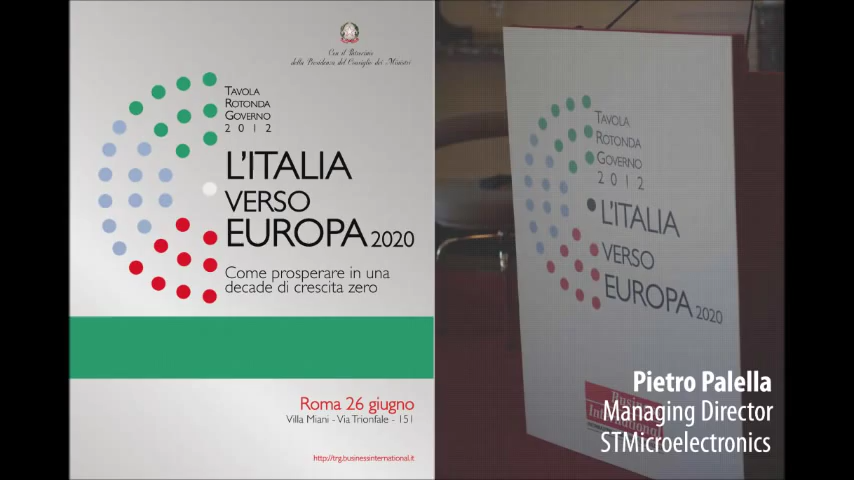 Con il Patrocinio
della Presidenza del Consiglio dei Ministri
TAVOLA
ROTONDA
GOVERNO
2012
L'ITALIA
VERSO
EUROPA 2020
Come prosperare in una
decade di crescita zero
Roma 26 giugno
Villa Miani - Via Trionfale - 151
http://trg.businessinternational.it
TAVOLA
ROTONDA
GOVERNO
2012
L'ITALIA
VERSO
EUROPA 2020
Business
International
Pietro Palella
Managing Director
STMicroelectronics